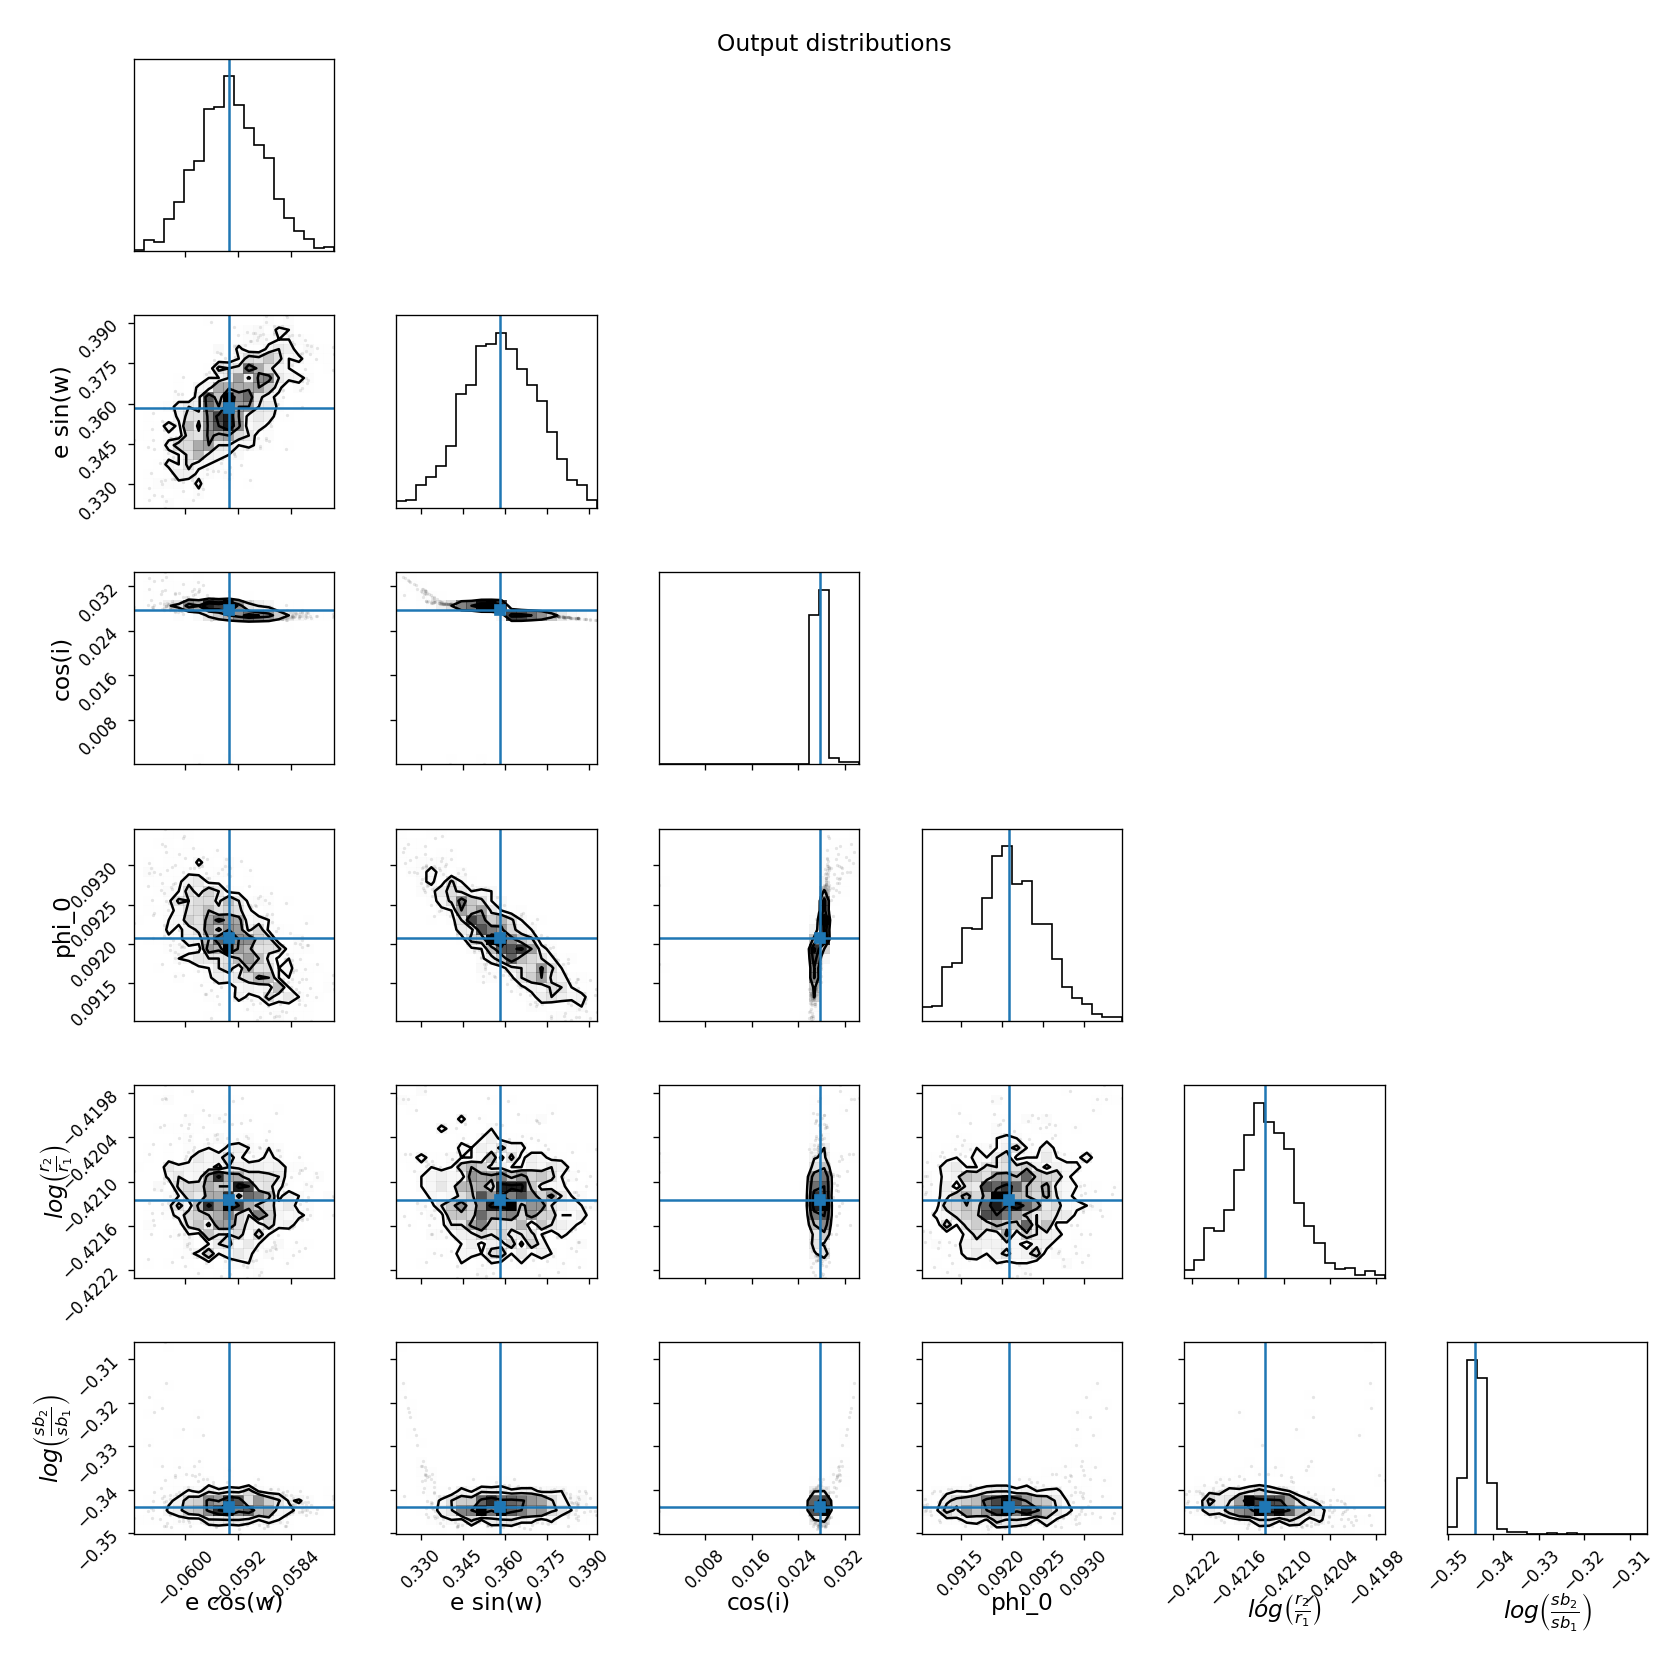 Output distributions
e sin(w)
0.390
0.375
0.360
0.345
0.330
cos(i)
0.032
0.024
0.016
0.008
phi_0
0.0930
0.0925
0.0920
0.0915
log(r₂/r₁)
−0.4198
−0.4204
−0.4210
−0.4216
−0.4222
log(sb₂/sb₁)
−0.31
−0.32
−0.33
−0.34
−0.35
−0.0600 −0.0592 −0.0584
0.330 0.345 0.360 0.375 0.390
0.008 0.016 0.024 0.032
0.0915 0.0920 0.0925 0.0930
−0.4222 −0.4216 −0.4210 −0.4204 −0.4198
−0.35 −0.34 −0.33 −0.32 −0.31
e cos(w) e sin(w) cos(i) phi_0 log(r₂/r₁) log(sb₂/sb₁)